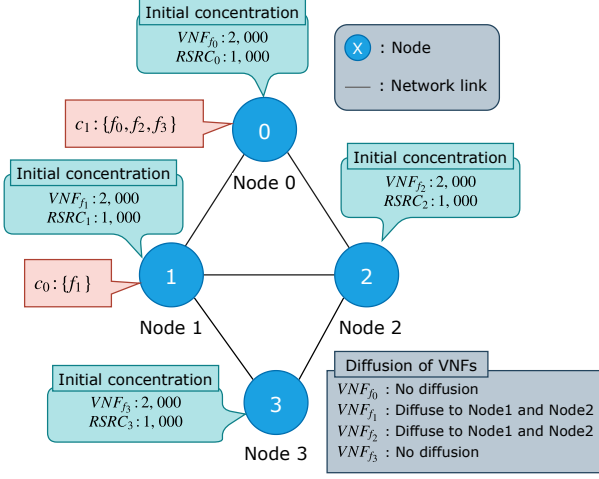 Initial concentration
VNF_{f_0}: 2, 000
RSRC_0: 1, 000
X : Node
: Network link
c_1: {f_0, f_2, f_3}
0
Node 0
Initial concentration
VNF_{f_1}: 2, 000
RSRC_1: 1, 000
Initial concentration
VNF_{f_2}: 2, 000
RSRC_2: 1, 000
c_0: {f_1}
1
Node 1
2
Node 2
Initial concentration
VNF_{f_3}: 2, 000
RSRC_3: 1, 000
3
Node 3
Diffusion of VNFs
VNF_{f_0} : No diffusion
VNF_{f_1} : Diffuse to Node1 and Node2
VNF_{f_2} : Diffuse to Node1 and Node2
VNF_{f_3} : No diffusion